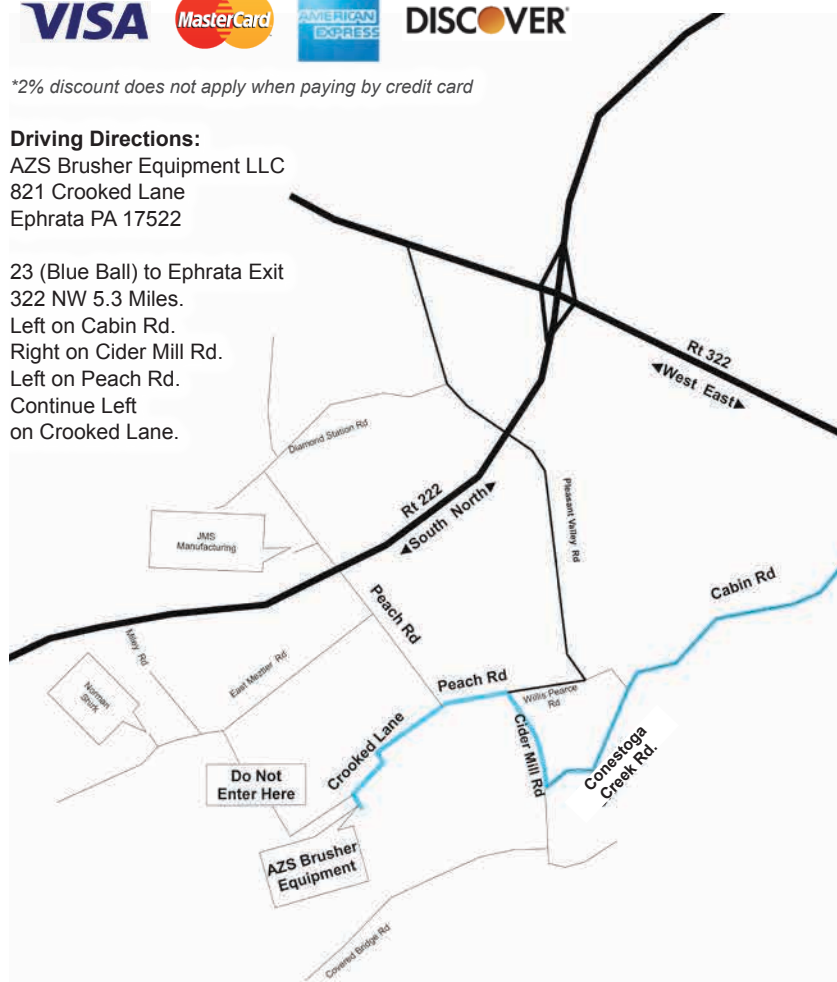 VISA
MasterCard
AMERICAN
EXPRESS
DISCOVER
*2% discount does not apply when paying by credit card
Driving Directions:
AZS Brusher Equipment LLC
821 Crooked Lane
Ephrata PA 17522
23 (Blue Ball) to Ephrata Exit
322 NW 5.3 Miles.
Left on Cabin Rd.
Right on Cider Mill Rd.
Left on Peach Rd.
Continue Left
on Crooked Lane.
Rt 322
◄West East►
Diamond Station Rd
Rt 222
◄South North►
Pleasant Valley Rd
JMS
Manufacturing
Cabin Rd
Peach Rd
Miley Rd
East Meztler Rd
Norman
Shirk
Peach Rd
Willis Pearce
Rd
Crooked Lane
Cider Mill Rd
Conestoga
Creek Rd.
Do Not
Enter Here
AZS Brusher
Equipment
Covered Bridge Rd